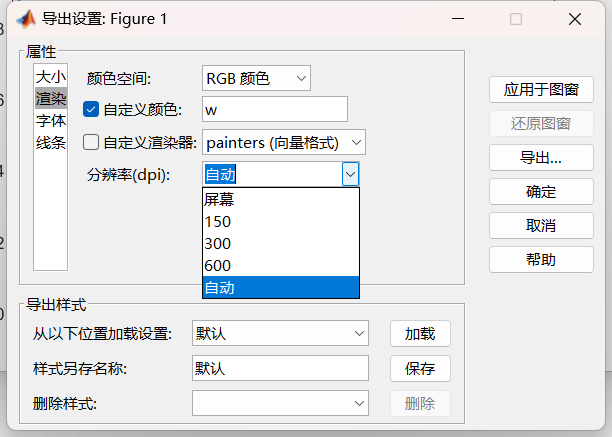 导出设置: Figure 1
属性
大小
渲染
字体
线条
颜色空间: RGB 颜色
自定义颜色: w
自定义渲染器: painters (向量格式)
分辨率(dpi): 自动
屏幕
150
300
600
自动
应用于图窗
还原图窗
导出...
确定
取消
帮助
导出样式
从以下位置加载设置: 默认 加载
样式另存名称: 默认 保存
删除样式: 删除